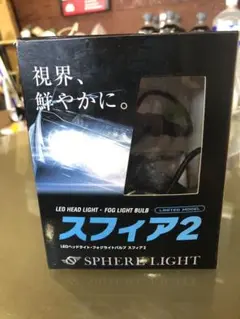 視界、
鮮やかに。
LED HEAD LIGHT・FOG LIGHT BULB
LIMITED MODEL
スフィア2
LEDヘッドライト・フォグライトバルブ スフィア2
SPHERE LIGHT